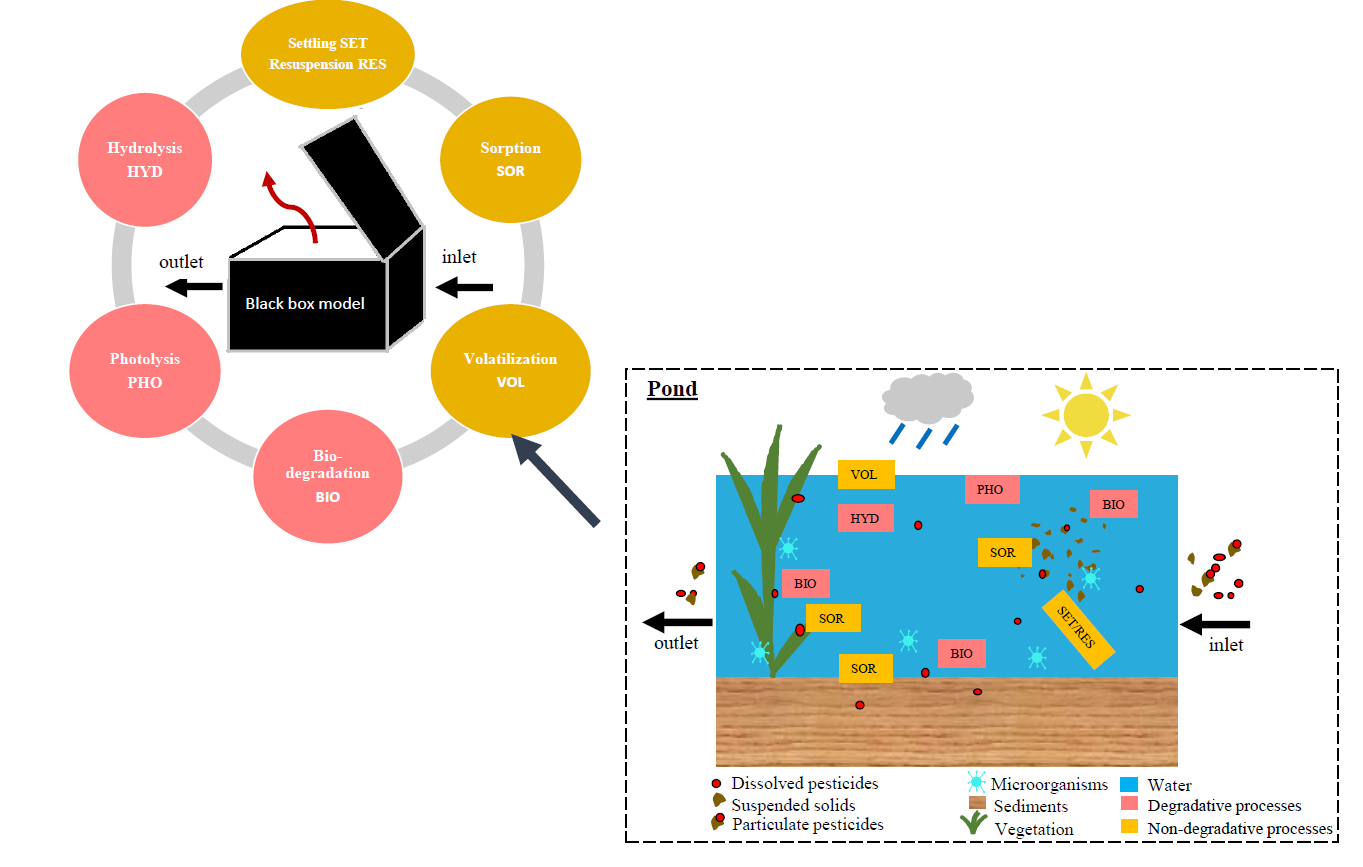 Settling SET
Resuspension RES
Hydrolysis
HYD
Sorption
SOR
outlet
inlet
Black box model
Photolysis
PHO
Volatilization
VOL
Bio-
degradation
BIO
Pond
VOL
PHO
BIO
HYD
SOR
BIO
SOR
SET/RES
BIO
SOR
outlet
inlet
Dissolved pesticides
Suspended solids
Particulate pesticides
Microorganisms
Sediments
Vegetation
Water
Degradative processes
Non-degradative processes